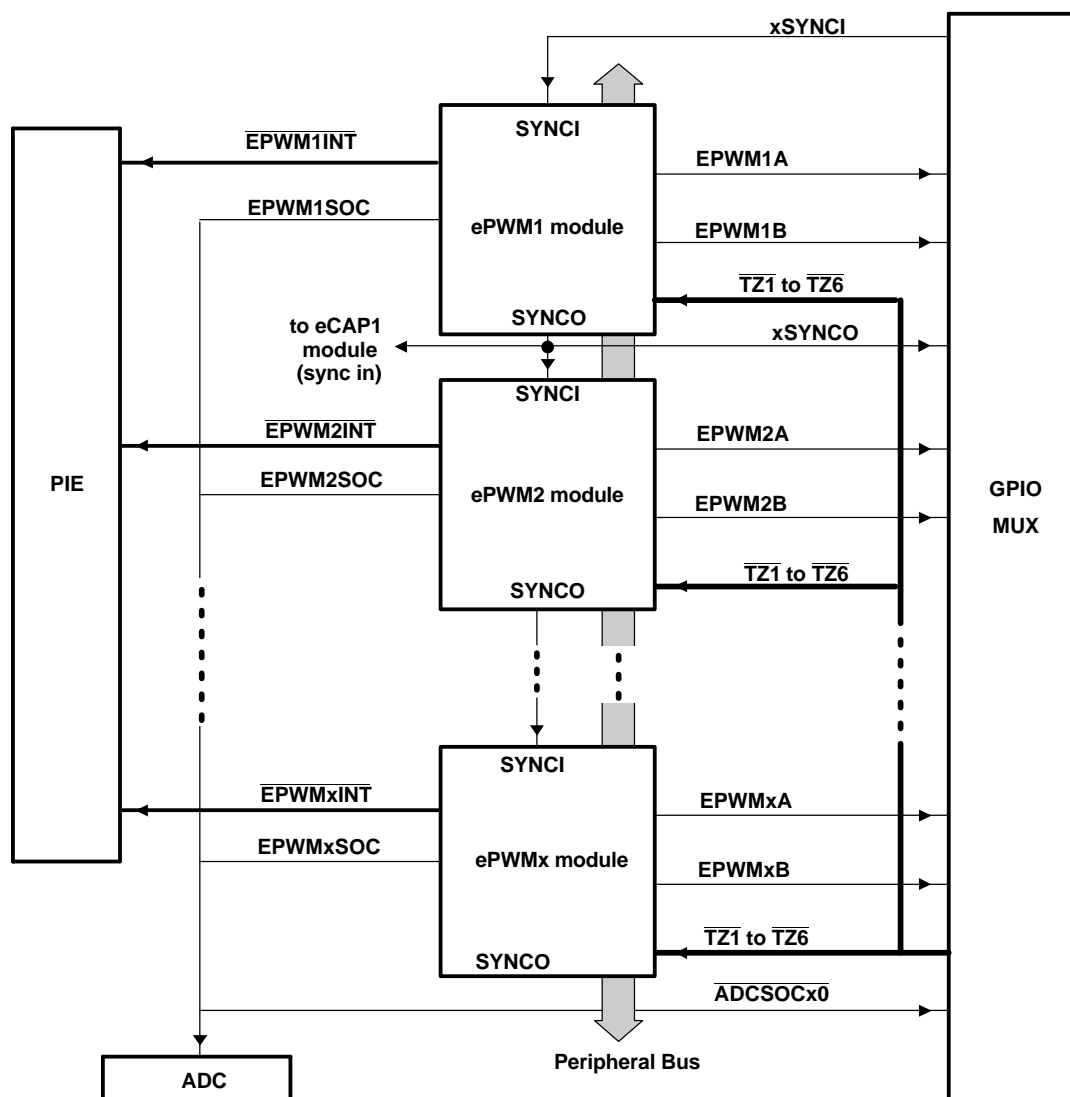 xSYNCI
SYNCI
EPWM1INT
EPWM1A
EPWM1SOC
ePWM1 module
EPWM1B
TZ1 to TZ6
SYNCO
to eCAP1
module
(sync in)
xSYNCO
SYNCI
EPWM2INT
EPWM2A
PIE
EPWM2SOC
ePWM2 module
EPWM2B
GPIO
MUX
TZ1 to TZ6
SYNCO
SYNCI
EPWMxINT
EPWMxA
EPWMxSOC
ePWMx module
EPWMxB
TZ1 to TZ6
SYNCO
ADCSOCx0
Peripheral Bus
ADC